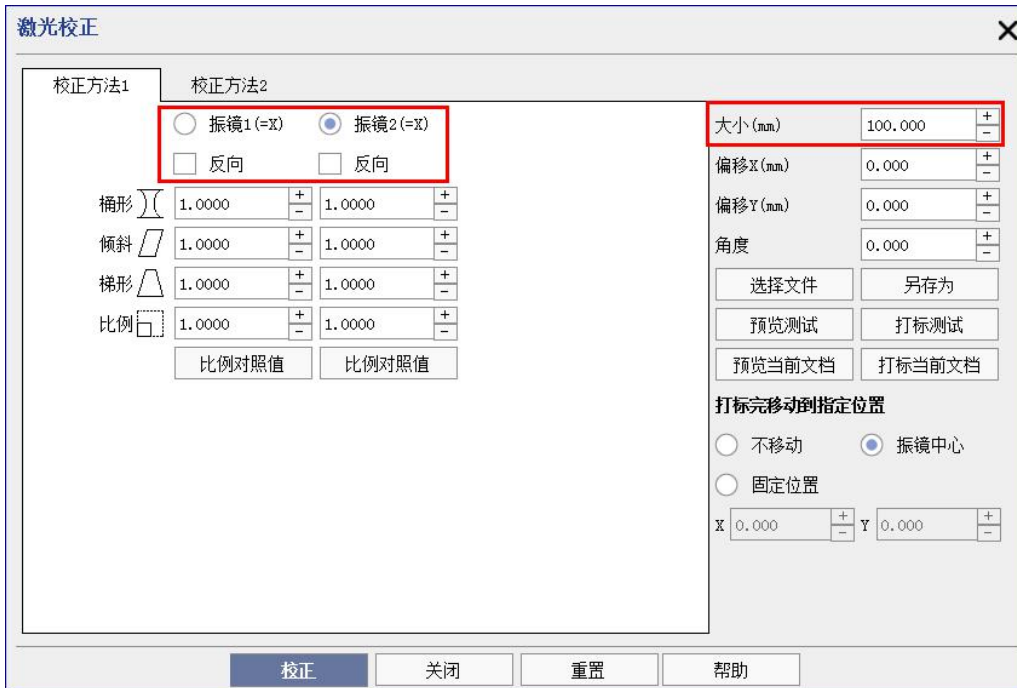 激光校正
校正方法1 校正方法2
振镜1(=X) 振镜2(=X)
反向 反向
桶形 1.0000 1.0000
倾斜 1.0000 1.0000
梯形 1.0000 1.0000
比例 1.0000 1.0000
比例对照值 比例对照值
大小(mm) 100.000
偏移X(mm) 0.000
偏移Y(mm) 0.000
角度 0.000
选择文件 另存为
预览测试 打标测试
预览当前文档 打标当前文档
打标完移动到指定位置
不移动 振镜中心
固定位置
X 0.000 Y 0.000
校正 关闭 重置 帮助